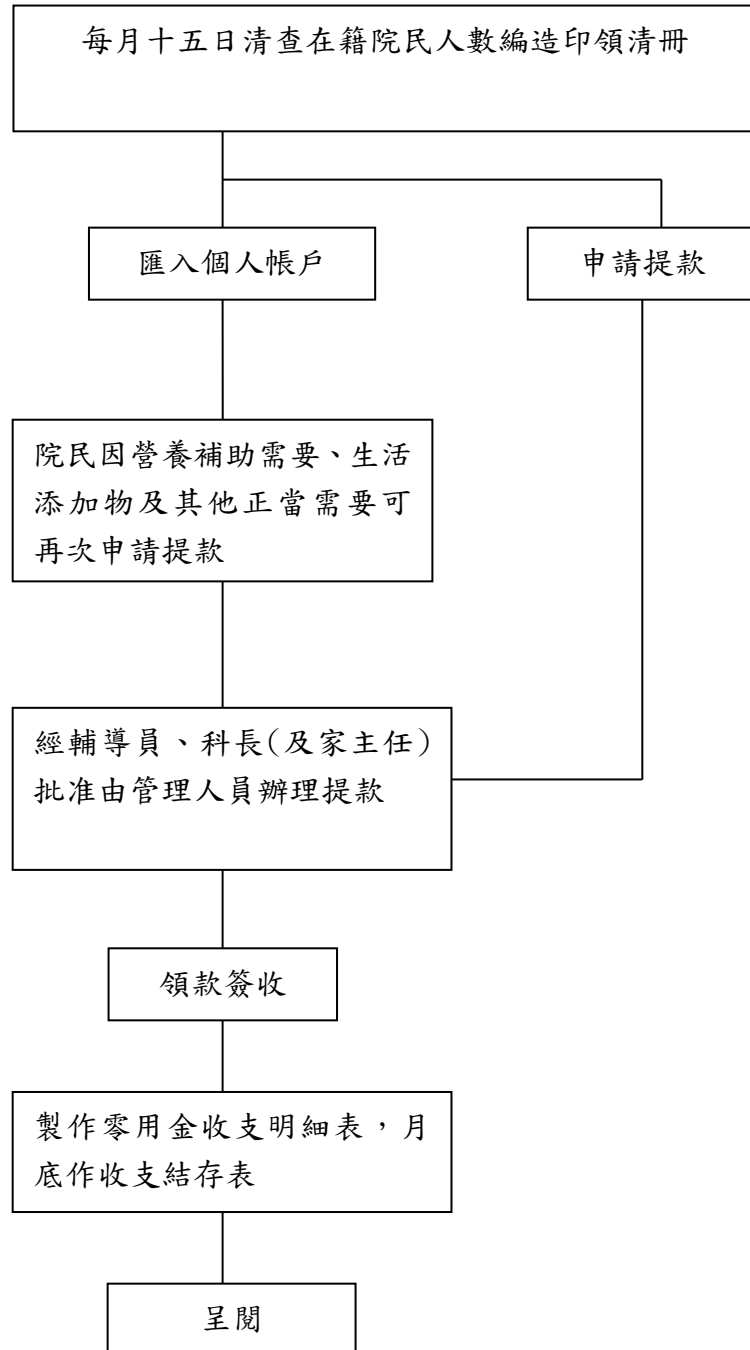 每月十五日清查在籍院民人數編造印領清冊
匯入個人帳戶
申請提款
院民因營養補助需要、生活
添加物及其他正當需要可
再次申請提款
經輔導員、科長(及家主任)
批准由管理人員辦理提款
領款簽收
製作零用金收支明細表，月
底作收支結存表
呈閱